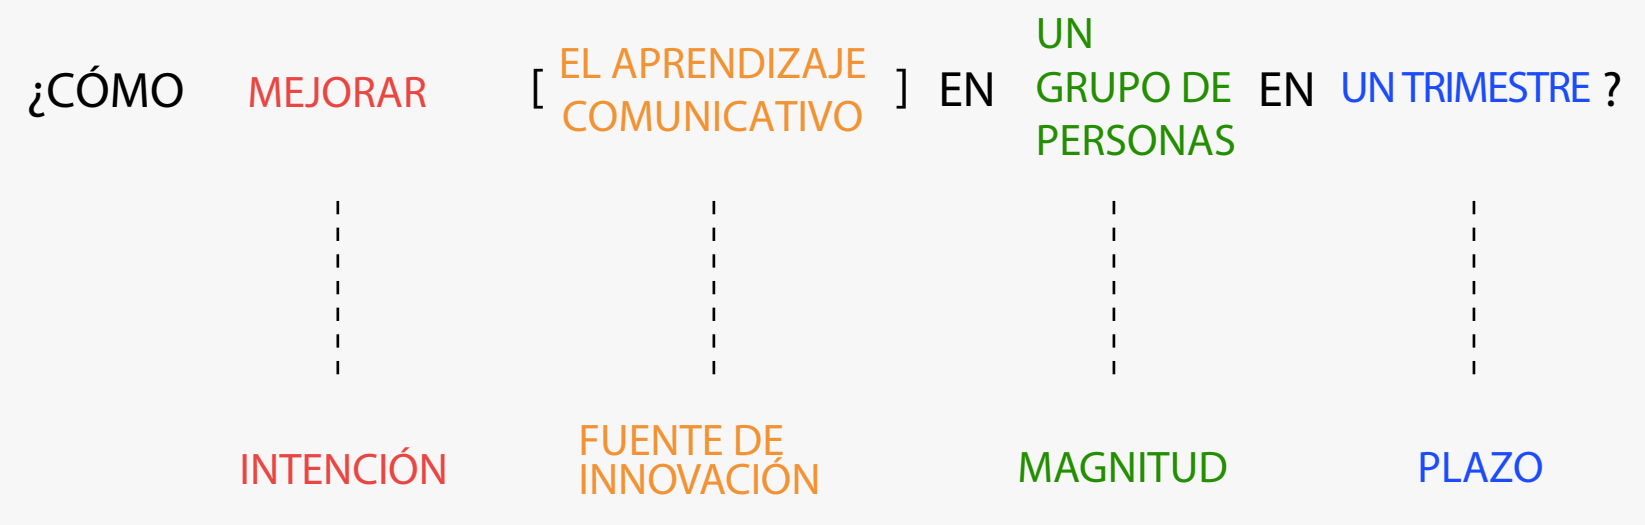 ¿CÓMO MEJORAR [ EL APRENDIZAJE COMUNICATIVO ] EN UN GRUPO DE PERSONAS EN UN TRIMESTRE ?
INTENCIÓN
FUENTE DE
INNOVACIÓN
MAGNITUD
PLAZO